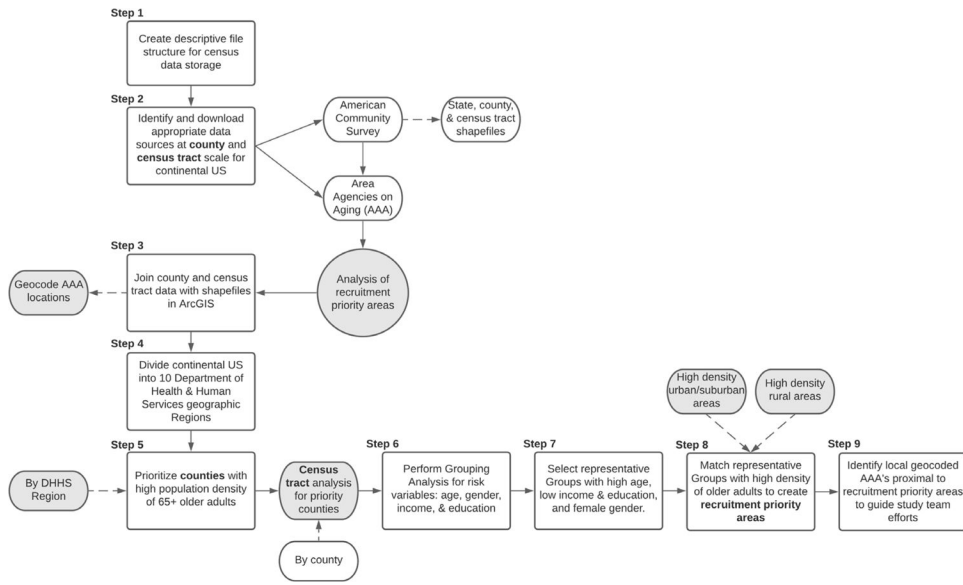 Step 1
Create descriptive file
structure for census
data storage
Step 2
Identify and download
appropriate data
sources at county and
census tract scale for
continental US
American
Community
Survey
State, county,
& census tract
shapefiles
Area
Agencies on
Aging (AAA)
Step 3
Geocode AAA
locations
Join county and census
tract data with shapefiles
in ArcGIS
Analysis of
recruitment
priority areas
Step 4
Divide continental US
into 10 Department of
Health & Human
Services geographic
Regions
High density
urban/suburban
areas
High density
rural areas
Step 5
By DHHS
Region
Prioritize counties with
high population density
of 65+ older adults
Census
tract analysis
for priority
counties
By county
Step 6
Perform Grouping
Analysis for risk
variables: age, gender,
income, & education
Step 7
Select representative
Groups with high age,
low income & education,
and female gender.
Step 8
Match representative
Groups with high density
of older adults to create
recruitment priority
areas
Step 9
Identify local geocoded
AAA's proximal to
recruitment priority areas
to guide study team
efforts